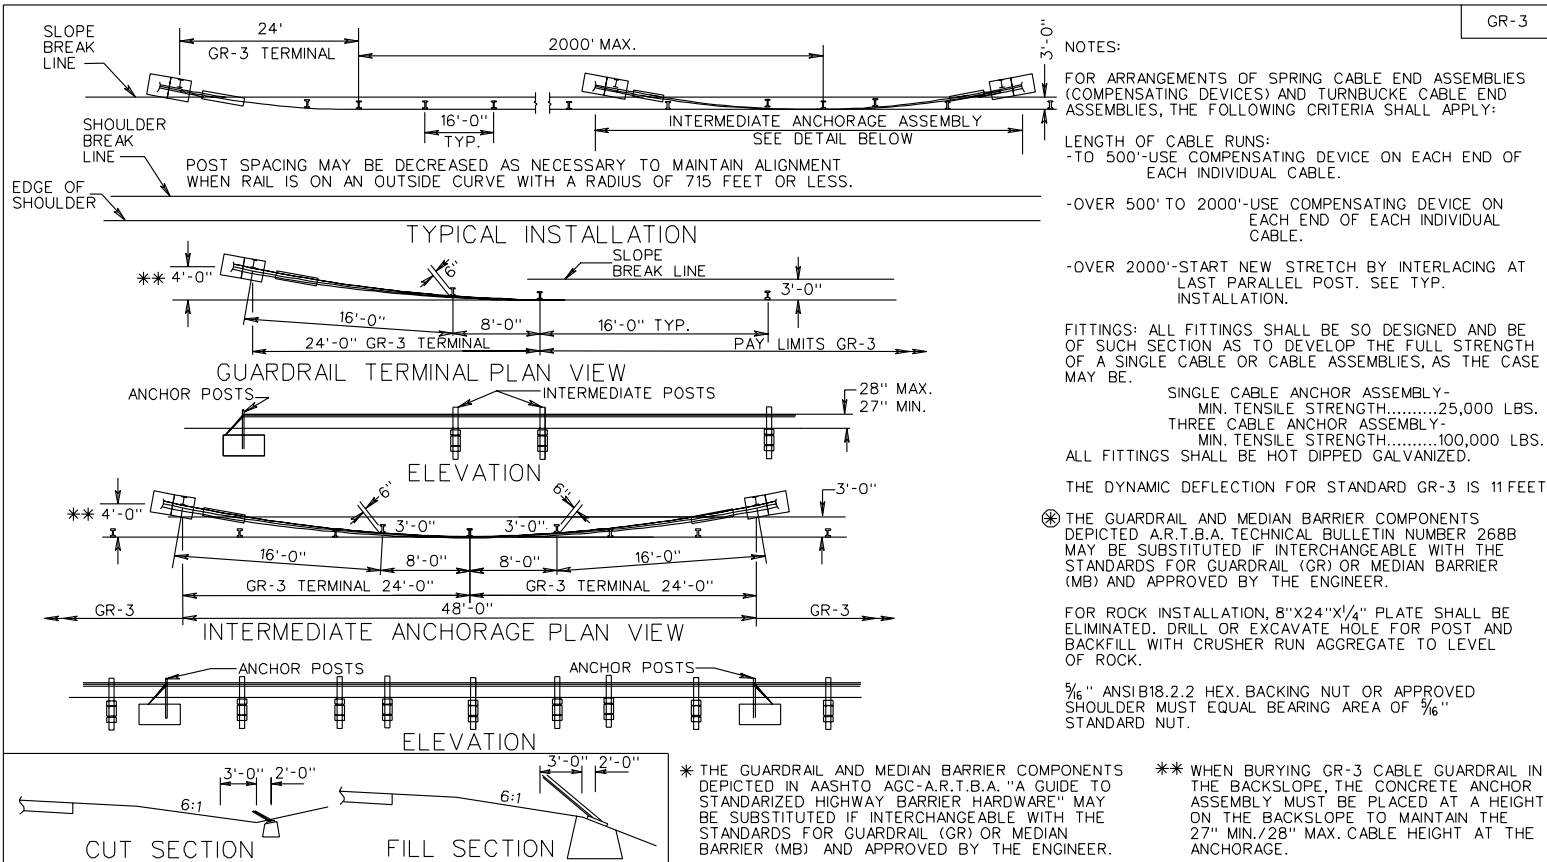 GR-3
SLOPE
BREAK
LINE
24'
GR-3 TERMINAL
2000' MAX.
3'-0"
16'-0"
TYP.
INTERMEDIATE ANCHORAGE ASSEMBLY
SEE DETAIL BELOW
SHOULDER
BREAK
LINE
POST SPACING MAY BE DECREASED AS NECESSARY TO MAINTAIN ALIGNMENT
WHEN RAIL IS ON AN OUTSIDE CURVE WITH A RADIUS OF 715 FEET OR LESS.
EDGE OF
SHOULDER
TYPICAL INSTALLATION
** 4'-0"
6"
SLOPE
BREAK LINE
3'-0"
16'-0"
8'-0"
16'-0" TYP.
24'-0" GR-3 TERMINAL
PAY LIMITS GR-3
GUARDRAIL TERMINAL PLAN VIEW
ANCHOR POSTS
INTERMEDIATE POSTS
28" MAX.
27" MIN.
ELEVATION
** 4'-0"
6"
6"
3'-0"
3'-0"
3'-0"
16'-0"
8'-0"
8'-0"
16'-0"
GR-3 TERMINAL 24'-0"
GR-3 TERMINAL 24'-0"
GR-3
48'-0"
GR-3
INTERMEDIATE ANCHORAGE PLAN VIEW
ANCHOR POSTS
ANCHOR POSTS
ELEVATION
3'-0"
2'-0"
6:1
CUT SECTION
3'-0"
2'-0"
6:1
FILL SECTION
NOTES:
FOR ARRANGEMENTS OF SPRING CABLE END ASSEMBLIES
(COMPENSATING DEVICES) AND TURNBUCKE CABLE END
ASSEMBLIES, THE FOLLOWING CRITERIA SHALL APPLY:
LENGTH OF CABLE RUNS:
-TO 500'-USE COMPENSATING DEVICE ON EACH END OF
EACH INDIVIDUAL CABLE.
-OVER 500' TO 2000'-USE COMPENSATING DEVICE ON
EACH END OF EACH INDIVIDUAL
CABLE.
-OVER 2000'-START NEW STRETCH BY INTERLACING AT
LAST PARALLEL POST. SEE TYP.
INSTALLATION.
FITTINGS: ALL FITTINGS SHALL BE SO DESIGNED AND BE
OF SUCH SECTION AS TO DEVELOP THE FULL STRENGTH
OF A SINGLE CABLE OR CABLE ASSEMBLIES, AS THE CASE
MAY BE.
SINGLE CABLE ANCHOR ASSEMBLY-
MIN. TENSILE STRENGTH..........25,000 LBS.
THREE CABLE ANCHOR ASSEMBLY-
MIN. TENSILE STRENGTH..........100,000 LBS.
ALL FITTINGS SHALL BE HOT DIPPED GALVANIZED.
THE DYNAMIC DEFLECTION FOR STANDARD GR-3 IS 11 FEET
⊛ THE GUARDRAIL AND MEDIAN BARRIER COMPONENTS
DEPICTED A.R.T.B.A. TECHNICAL BULLETIN NUMBER 268B
MAY BE SUBSTITUTED IF INTERCHANGEABLE WITH THE
STANDARDS FOR GUARDRAIL (GR) OR MEDIAN BARRIER
(MB) AND APPROVED BY THE ENGINEER.
FOR ROCK INSTALLATION, 8"X24"X1/4" PLATE SHALL BE
ELIMINATED. DRILL OR EXCAVATE HOLE FOR POST AND
BACKFILL WITH CRUSHER RUN AGGREGATE TO LEVEL
OF ROCK.
5/16" ANSI B18.2.2 HEX. BACKING NUT OR APPROVED
SHOULDER MUST EQUAL BEARING AREA OF 5/16"
STANDARD NUT.
* THE GUARDRAIL AND MEDIAN BARRIER COMPONENTS
DEPICTED IN AASHTO AGC-A.R.T.B.A. "A GUIDE TO
STANDARIZED HIGHWAY BARRIER HARDWARE" MAY
BE SUBSTITUTED IF INTERCHANGEABLE WITH THE
STANDARDS FOR GUARDRAIL (GR) OR MEDIAN
BARRIER (MB) AND APPROVED BY THE ENGINEER.
** WHEN BURYING GR-3 CABLE GUARDRAIL IN
THE BACKSLOPE, THE CONCRETE ANCHOR
ASSEMBLY MUST BE PLACED AT A HEIGHT
ON THE BACKSLOPE TO MAINTAIN THE
27" MIN./28" MAX. CABLE HEIGHT AT THE
ANCHORAGE.